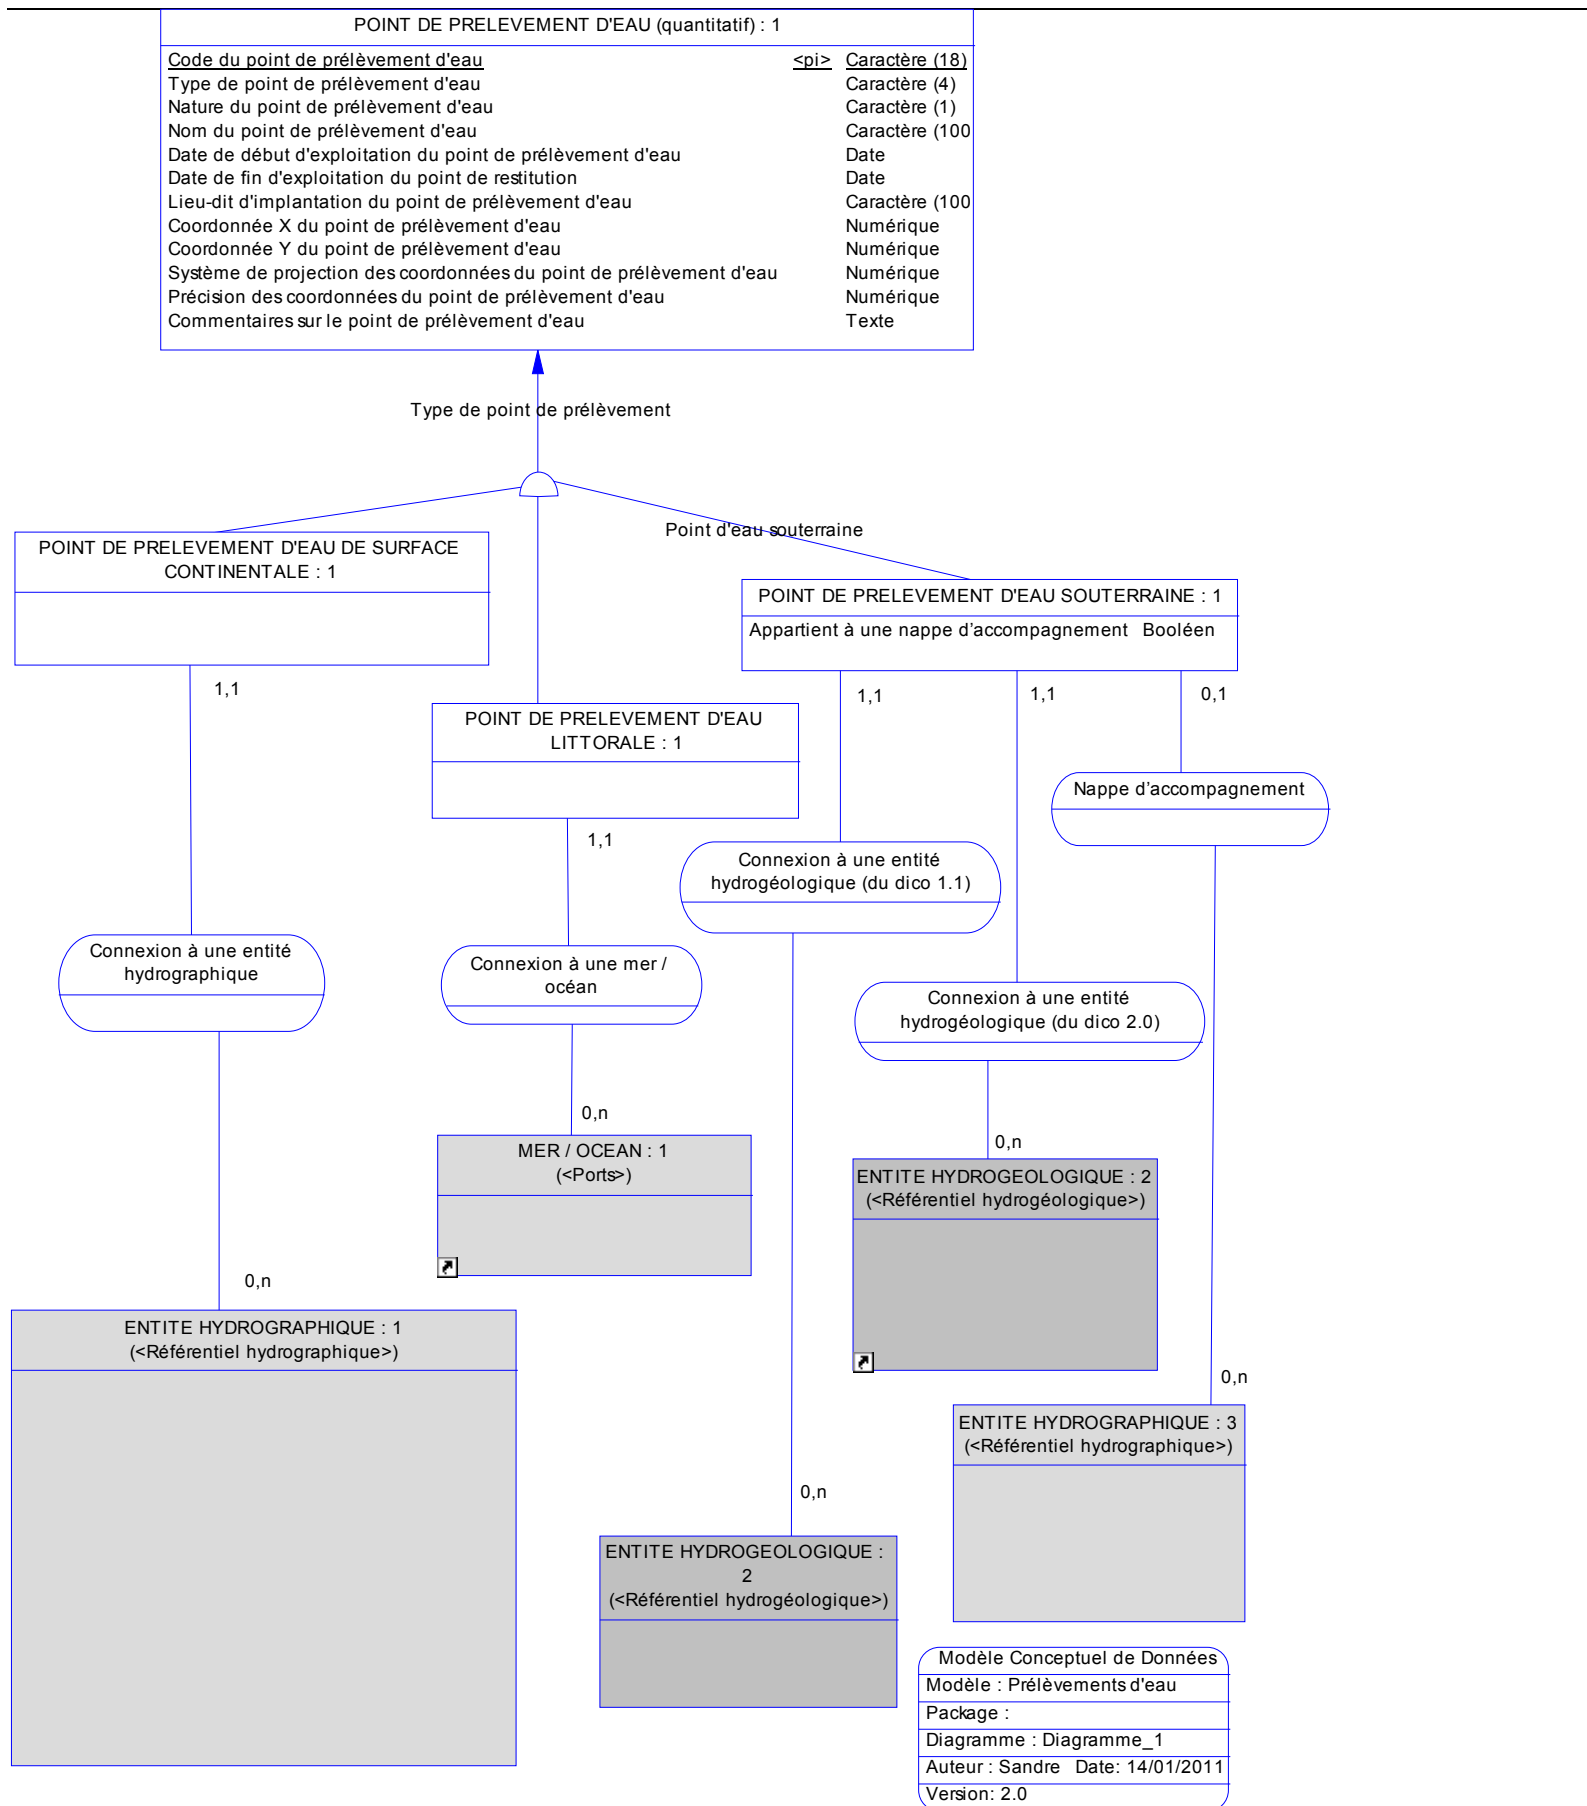 POINT DE PRELEVEMENT D'EAU (quantitatif) : 1
Code du point de prélèvement d'eau <pi> Caractère (18)
Type de point de prélèvement d'eau Caractère (4)
Nature du point de prélèvement d'eau Caractère (1)
Nom du point de prélèvement d'eau Caractère (100
Date de début d'exploitation du point de prélèvement d'eau Date
Date de fin d'exploitation du point de restitution Date
Lieu-dit d'implantation du point de prélèvement d'eau Caractère (100
Coordonnée X du point de prélèvement d'eau Numérique
Coordonnée Y du point de prélèvement d'eau Numérique
Système de projection des coordonnées du point de prélèvement d'eau Numérique
Précision des coordonnées du point de prélèvement d'eau Numérique
Commentaires sur le point de prélèvement d'eau Texte
Type de point de prélèvement
Point d'eau souterraine
POINT DE PRELEVEMENT D'EAU DE SURFACE
CONTINENTALE : 1
POINT DE PRELEVEMENT D'EAU SOUTERRAINE : 1
Appartient à une nappe d’accompagnement Booléen
1,1
1,1
1,1
0,1
POINT DE PRELEVEMENT D'EAU
LITTORALE : 1
Nappe d’accompagnement
1,1
Connexion à une entité
hydrogéologique (du dico 1.1)
Connexion à une entité
hydrographique
Connexion à une mer /
océan
Connexion à une entité
hydrogéologique (du dico 2.0)
0,n
MER / OCEAN : 1
(<Ports>)
0,n
ENTITE HYDROGEOLOGIQUE : 2
(<Référentiel hydrogéologique>)
0,n
ENTITE HYDROGRAPHIQUE : 1
(<Référentiel hydrographique>)
0,n
ENTITE HYDROGRAPHIQUE : 3
(<Référentiel hydrographique>)
0,n
ENTITE HYDROGEOLOGIQUE :
2
(<Référentiel hydrogéologique>)
Modèle Conceptuel de Données
Modèle : Prélèvements d'eau
Package :
Diagramme : Diagramme_1
Auteur : Sandre Date: 14/01/2011
Version: 2.0